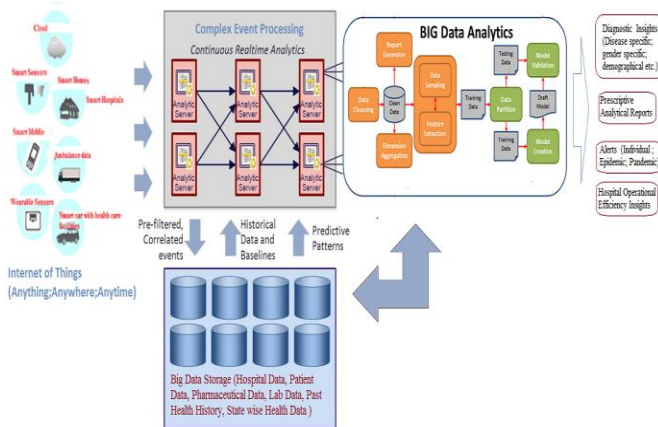 Cloud
Smart Sensors
Smart Homes
Smart Hospitals
Smart Mobile
Ambulance data
Wearable Sensors
Smart car with health care
facilities
Internet of Things
(Anything;Anywhere;Anytime)
Complex Event Processing
Continuous Realtime Analytics
Analytic
Server
Analytic
Server
Analytic
Server
Analytic
Server
Analytic
Server
Analytic
Server
Pre-filtered,
Correlated
events
Historical
Data and
Baselines
Predictive
Patterns
Big Data Storage (Hospital Data, Patient
Data, Pharmaceutical Data, Lab Data, Past
Health History, State wise Health Data )
BIG Data Analytics
Report
Generator
Data
Cleansing
Clean
Data
Dimension
Aggregation
Data
Sampling
Feature
Extraction
Training
Data
Data
Partition
Testing
Data
Training
Data
Model
Validation
Draft
Model
Model
Creation
Diagnostic Insights
(Disease specific;
gender specific;
demographical etc.)
Prescriptive
Analytical Reports
Alerts (Individual ;
Epidemic; Pandemic;)
Hospital Operational
Efficiency Insights